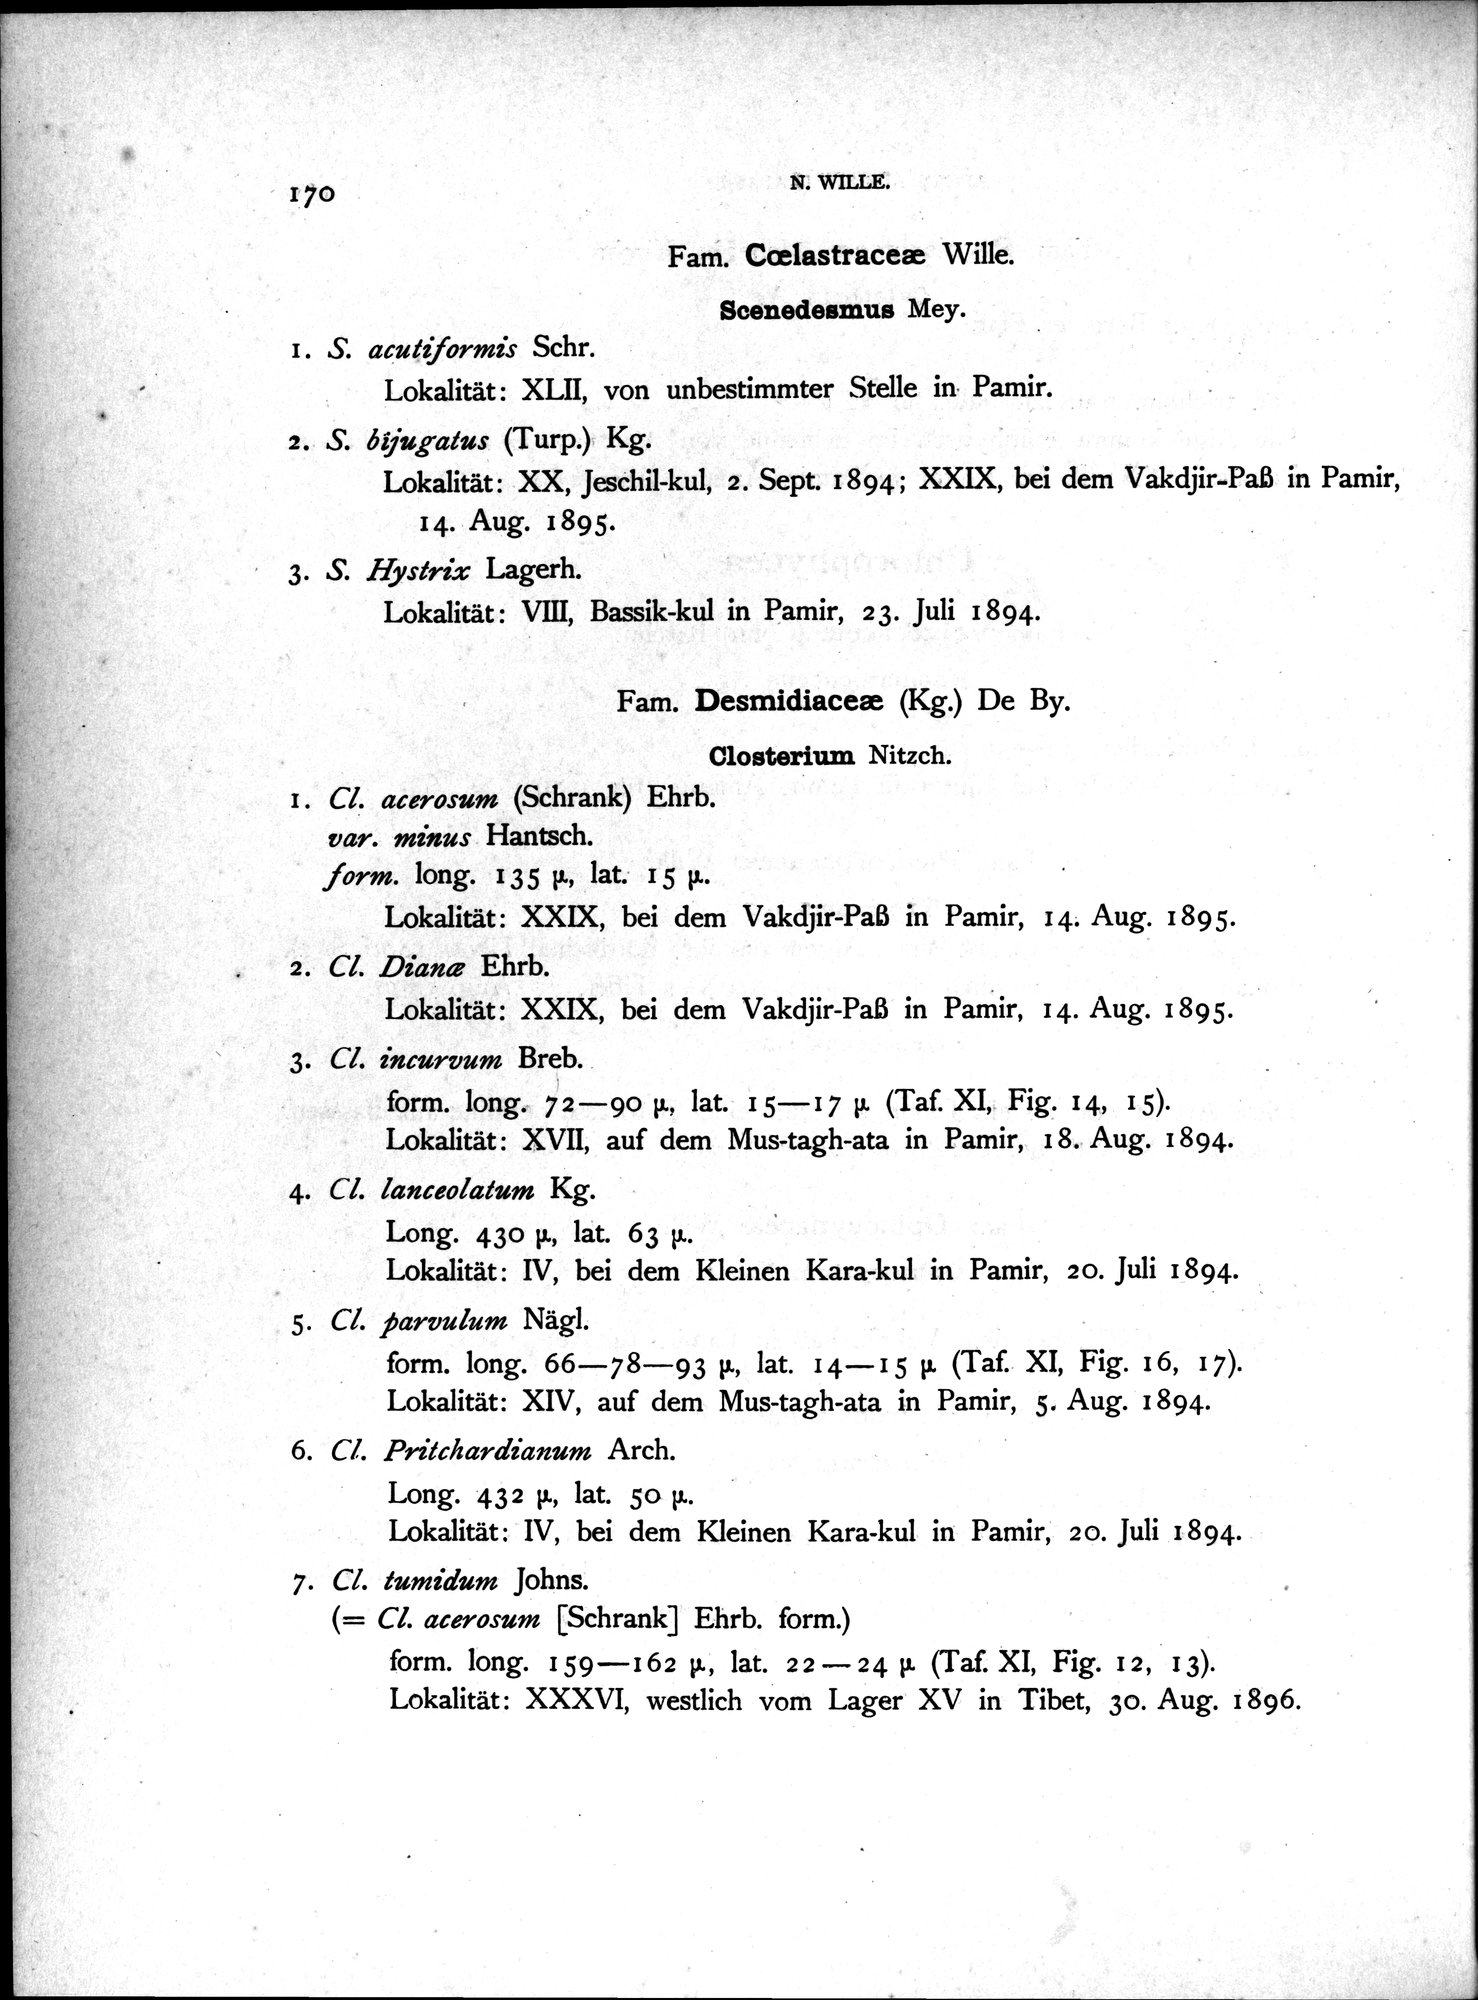 170
N. WILLE.
Fam. Cœlastraceæ Wille.
Scenedesmus Mey.
1. S. acutiformis Schr.
Lokalität: XLII, von unbestimmter Stelle in Pamir.
2. S. bijugatus (Turp.) Kg.
Lokalität: XX, Jeschil-kul, 2. Sept. 1894; XXIX, bei dem Vakdjir-Paß in Pamir,
14. Aug. 1895.
3. S. Hystrix Lagerh.
Lokalität: VIII, Bassik-kul in Pamir, 23. Juli 1894.
Fam. Desmidiaceæ (Kg.) De By.
Closterium Nitzch.
1. Cl. acerosum (Schrank) Ehrb.
var. minus Hantsch.
form. long. 135 µ, lat. 15 µ.
Lokalität: XXIX, bei dem Vakdjir-Paß in Pamir, 14. Aug. 1895.
2. Cl. Dianæ Ehrb.
Lokalität: XXIX, bei dem Vakdjir-Paß in Pamir, 14. Aug. 1895.
3. Cl. incurvum Breb.
form. long. 72—90 µ, lat. 15—17 µ (Taf. XI, Fig. 14, 15).
Lokalität: XVII, auf dem Mus-tagh-ata in Pamir, 18. Aug. 1894.
4. Cl. lanceolatum Kg.
Long. 430 µ, lat. 63 µ.
Lokalität: IV, bei dem Kleinen Kara-kul in Pamir, 20. Juli 1894.
5. Cl. parvulum Nägl.
form. long. 66—78—93 µ, lat. 14—15 µ (Taf. XI, Fig. 16, 17).
Lokalität: XIV, auf dem Mus-tagh-ata in Pamir, 5. Aug. 1894.
6. Cl. Pritchardianum Arch.
Long. 432 µ, lat. 50 µ.
Lokalität: IV, bei dem Kleinen Kara-kul in Pamir, 20. Juli 1894.
7. Cl. tumidum Johns.
(= Cl. acerosum [Schrank] Ehrb. form.)
form. long. 159—162 µ, lat. 22—24 µ (Taf. XI, Fig. 12, 13).
Lokalität: XXXVI, westlich vom Lager XV in Tibet, 30. Aug. 1896.